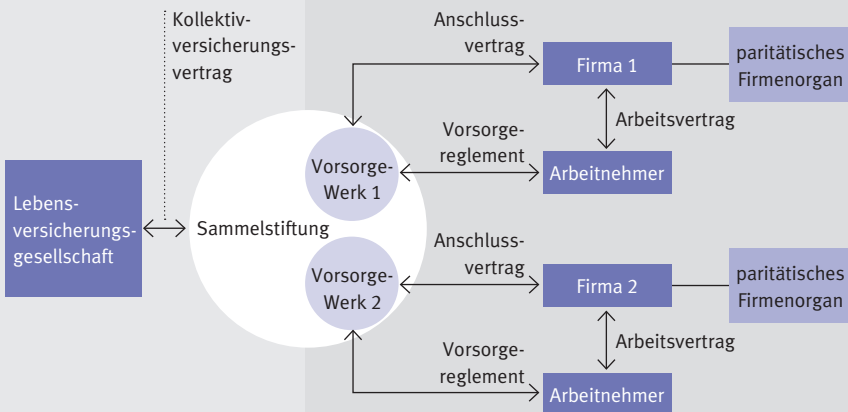 Kollektiv-
versicherungs-
vertrag
Anschluss-
vertrag
Firma 1
paritätisches
Firmenorgan
Arbeitsvertrag
Vorsorge-
reglement
Arbeitnehmer
Vorsorge-
Werk 1
Lebens-
versicherungs-
gesellschaft
Sammelstiftung
Vorsorge-
Werk 2
Anschluss-
vertrag
Firma 2
paritätisches
Firmenorgan
Arbeitsvertrag
Vorsorge-
reglement
Arbeitnehmer